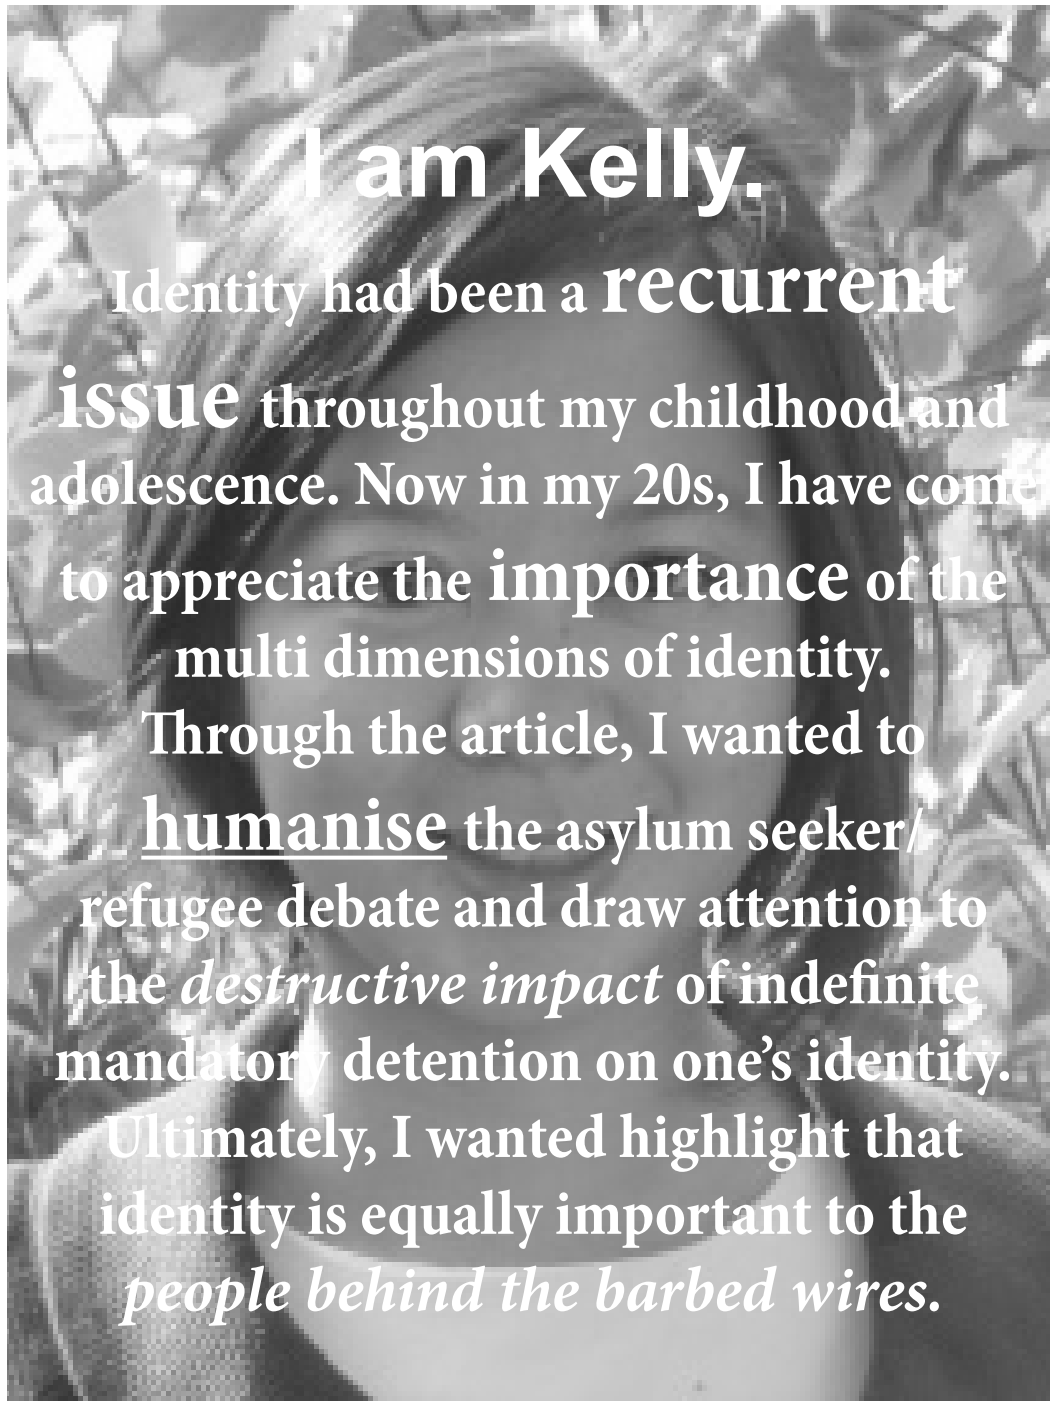 I am Kelly.
Identity had been a recurrent
issue throughout my childhood and
adolescence. Now in my 20s, I have come
to appreciate the importance of the
multi dimensions of identity.
Through the article, I wanted to
humanise the asylum seeker/
refugee debate and draw attention to
the destructive impact of indefinite
mandatory detention on one’s identity.
Ultimately, I wanted highlight that
identity is equally important to the
people behind the barbed wires.